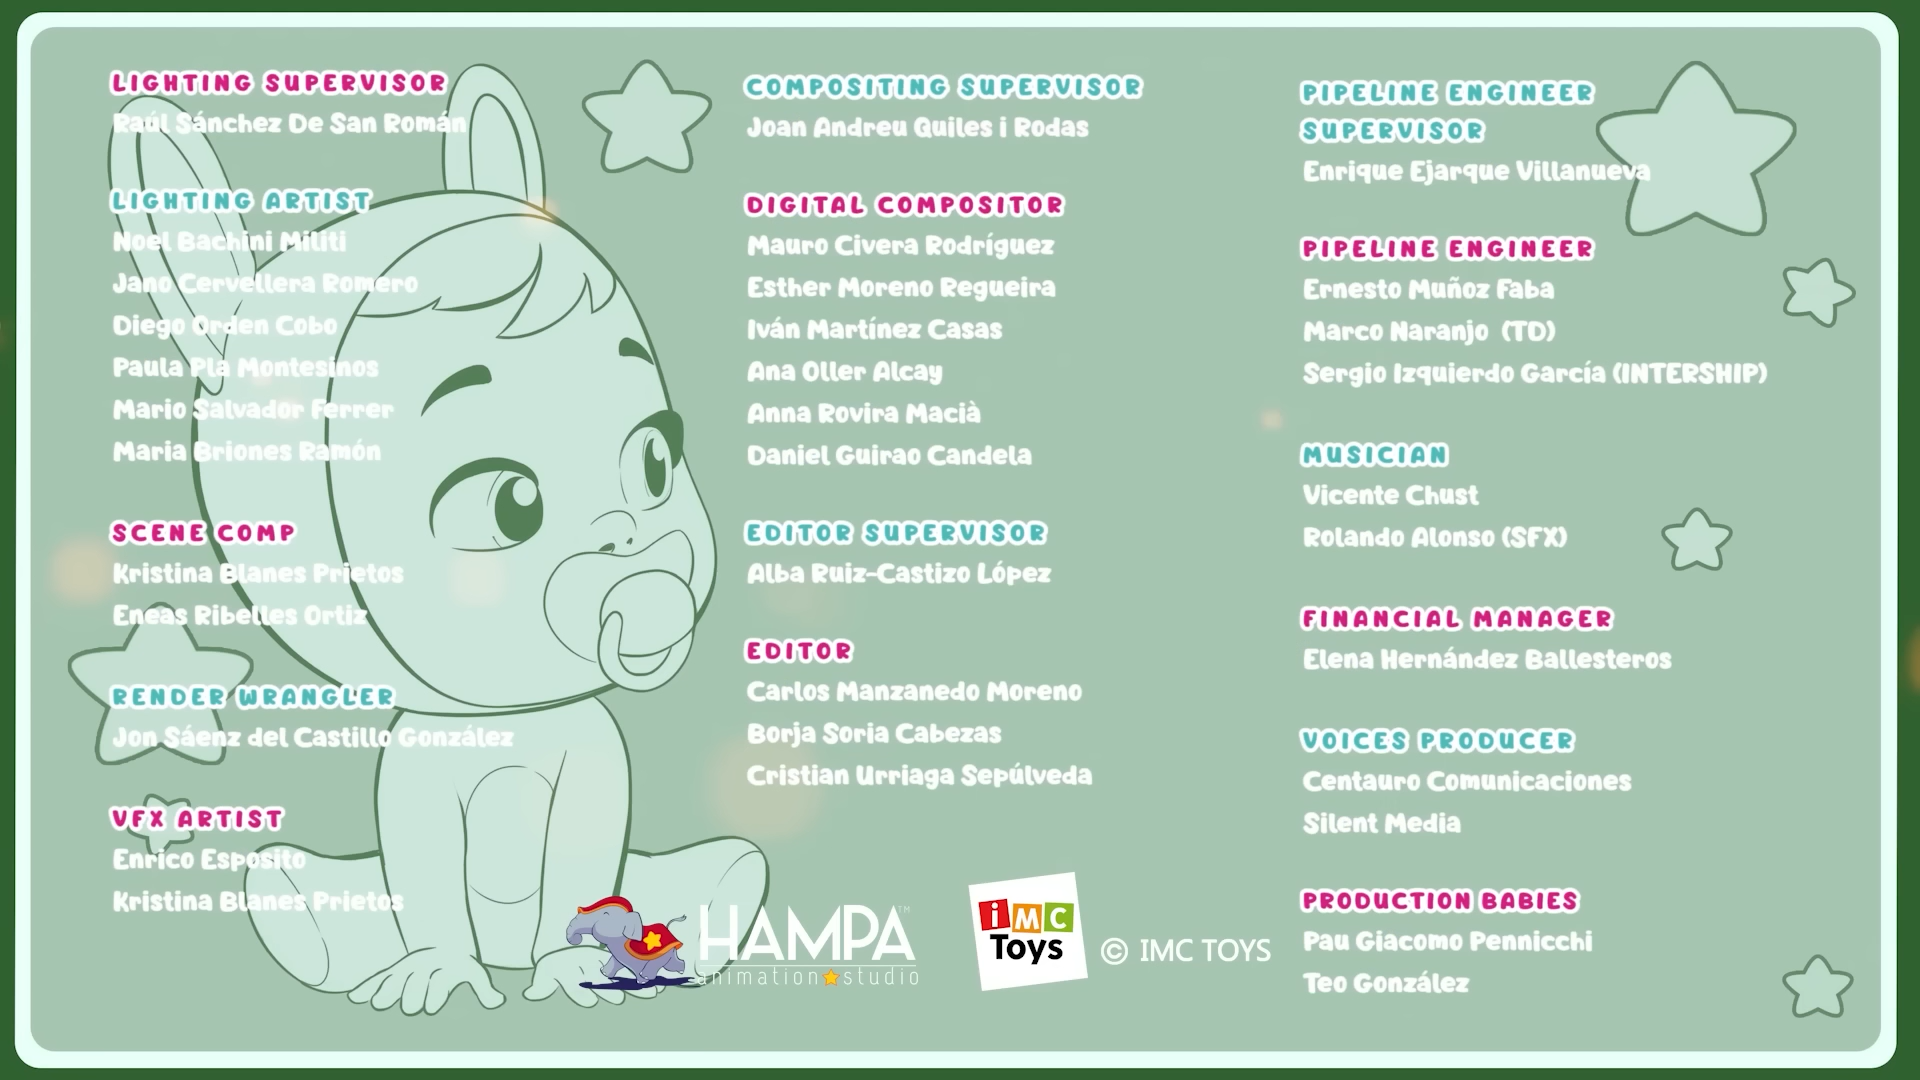 LIGHTING SUPERVISOR
Raúl Sánchez De San Román
LIGHTING ARTIST
Noel Bachini Militi
Jano Cervellera Romero
Diego Orden Cobo
Paula Pla Montesinos
Mario Salvador Ferrer
Maria Briones Ramón
SCENE COMP
Kristina Blanes Prietos
Eneas Ribelles Ortiz
RENDER WRANGLER
Jon Sáenz del Castillo González
VFX ARTIST
Enrico Esposito
Kristina Blanes Prietos
COMPOSITING SUPERVISOR
Joan Andreu Quiles i Rodas
DIGITAL COMPOSITOR
Mauro Civera Rodríguez
Esther Moreno Regueira
Iván Martínez Casas
Ana Oller Alcay
Anna Rovira Macià
Daniel Guirao Candela
EDITOR SUPERVISOR
Alba Ruiz-Castizo López
EDITOR
Carlos Manzanedo Moreno
Borja Soria Cabezas
Cristian Urriaga Sepúlveda
HAMPA™
animation studio
iMC
Toys
© IMC TOYS
PIPELINE ENGINEER
SUPERVISOR
Enrique Ejarque Villanueva
PIPELINE ENGINEER
Ernesto Muñoz Faba
Marco Naranjo (TD)
Sergio Izquierdo García (INTERSHIP)
MUSICIAN
Vicente Chust
Rolando Alonso (SFX)
FINANCIAL MANAGER
Elena Hernández Ballesteros
VOICES PRODUCER
Centauro Comunicaciones
Silent Media
PRODUCTION BABIES
Pau Giacomo Pennicchi
Teo González